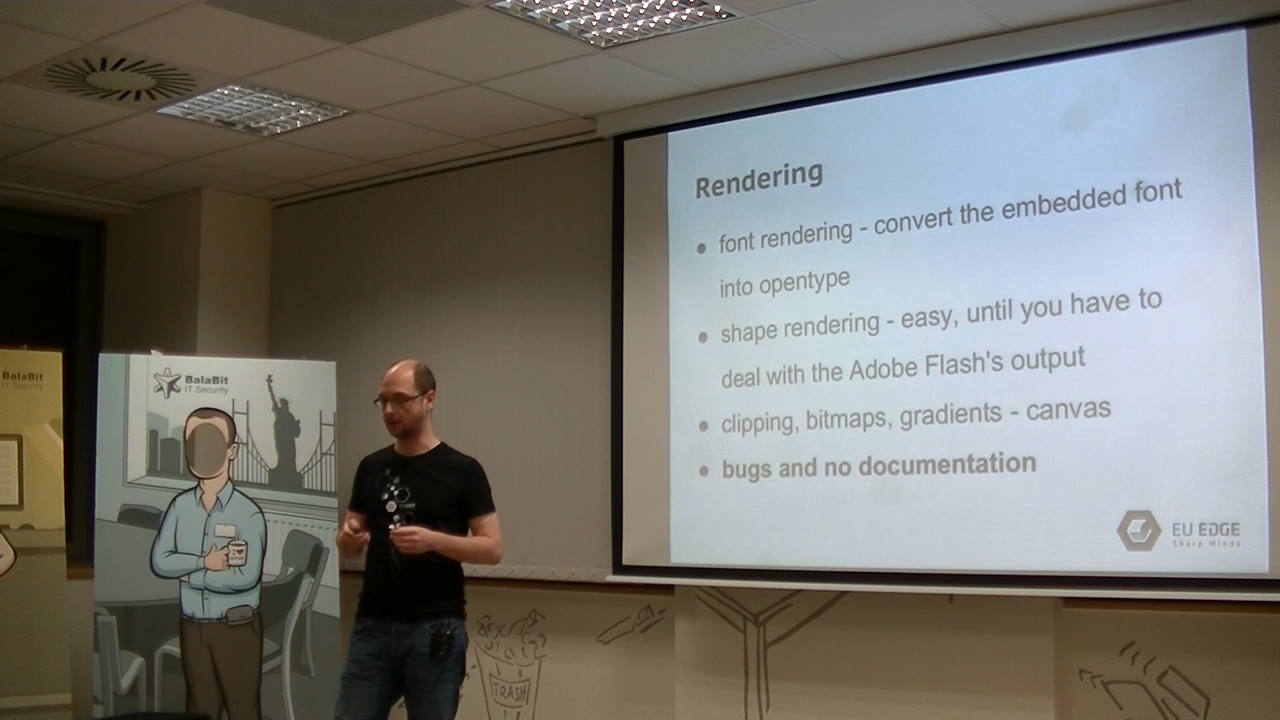 Rendering
● font rendering - convert the embedded font
into opentype
● shape rendering - easy, until you have to
deal with the Adobe Flash's output
● clipping, bitmaps, gradients - canvas
● bugs and no documentation
EU EDGE
Sharp Minds
BalaBit
BalaBit
IT Security
TRASH